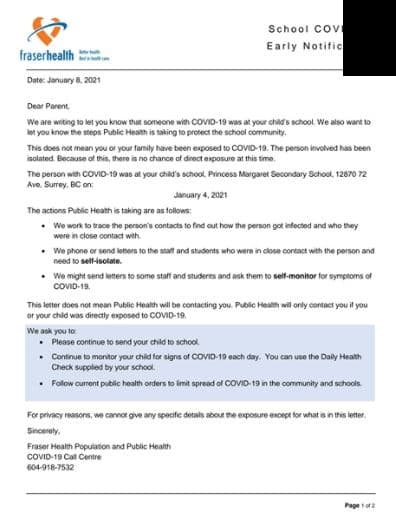 School COVI
Early Notific
fraserhealth
Better health
Best in health care
Date: January 8, 2021
Dear Parent,
We are writing to let you know that someone with COVID-19 was at your child's school. We also want to
let you know the steps Public Health is taking to protect the school community.
This does not mean you or your family have been exposed to COVID-19. The person involved has been
isolated. Because of this, there is no chance of direct exposure at this time.
The person with COVID-19 was at your child's school, Princess Margaret Secondary School, 12870 72
Ave, Surrey, BC on:
January 4, 2021
The actions Public Health is taking are as follows:
• We work to trace the person's contacts to find out how the person got infected and who they
were in close contact with.
• We phone or send letters to the staff and students who were in close contact with the person and
need to self-isolate.
• We might send letters to some staff and students and ask them to self-monitor for symptoms of
COVID-19.
This letter does not mean Public Health will be contacting you. Public Health will only contact you if you
or your child was directly exposed to COVID-19.
We ask you to:
• Please continue to send your child to school.
• Continue to monitor your child for signs of COVID-19 each day. You can use the Daily Health
Check supplied by your school.
• Follow current public health orders to limit spread of COVID-19 in the community and schools.
For privacy reasons, we cannot give any specific details about the exposure except for what is in this letter.
Sincerely,
Fraser Health Population and Public Health
COVID-19 Call Centre
604-918-7532
Page 1 of 2